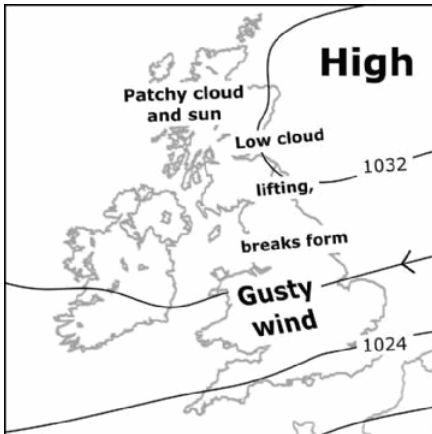 High
Patchy cloud
and sun
Low cloud
1032
lifting,
breaks form
Gusty
wind
1024